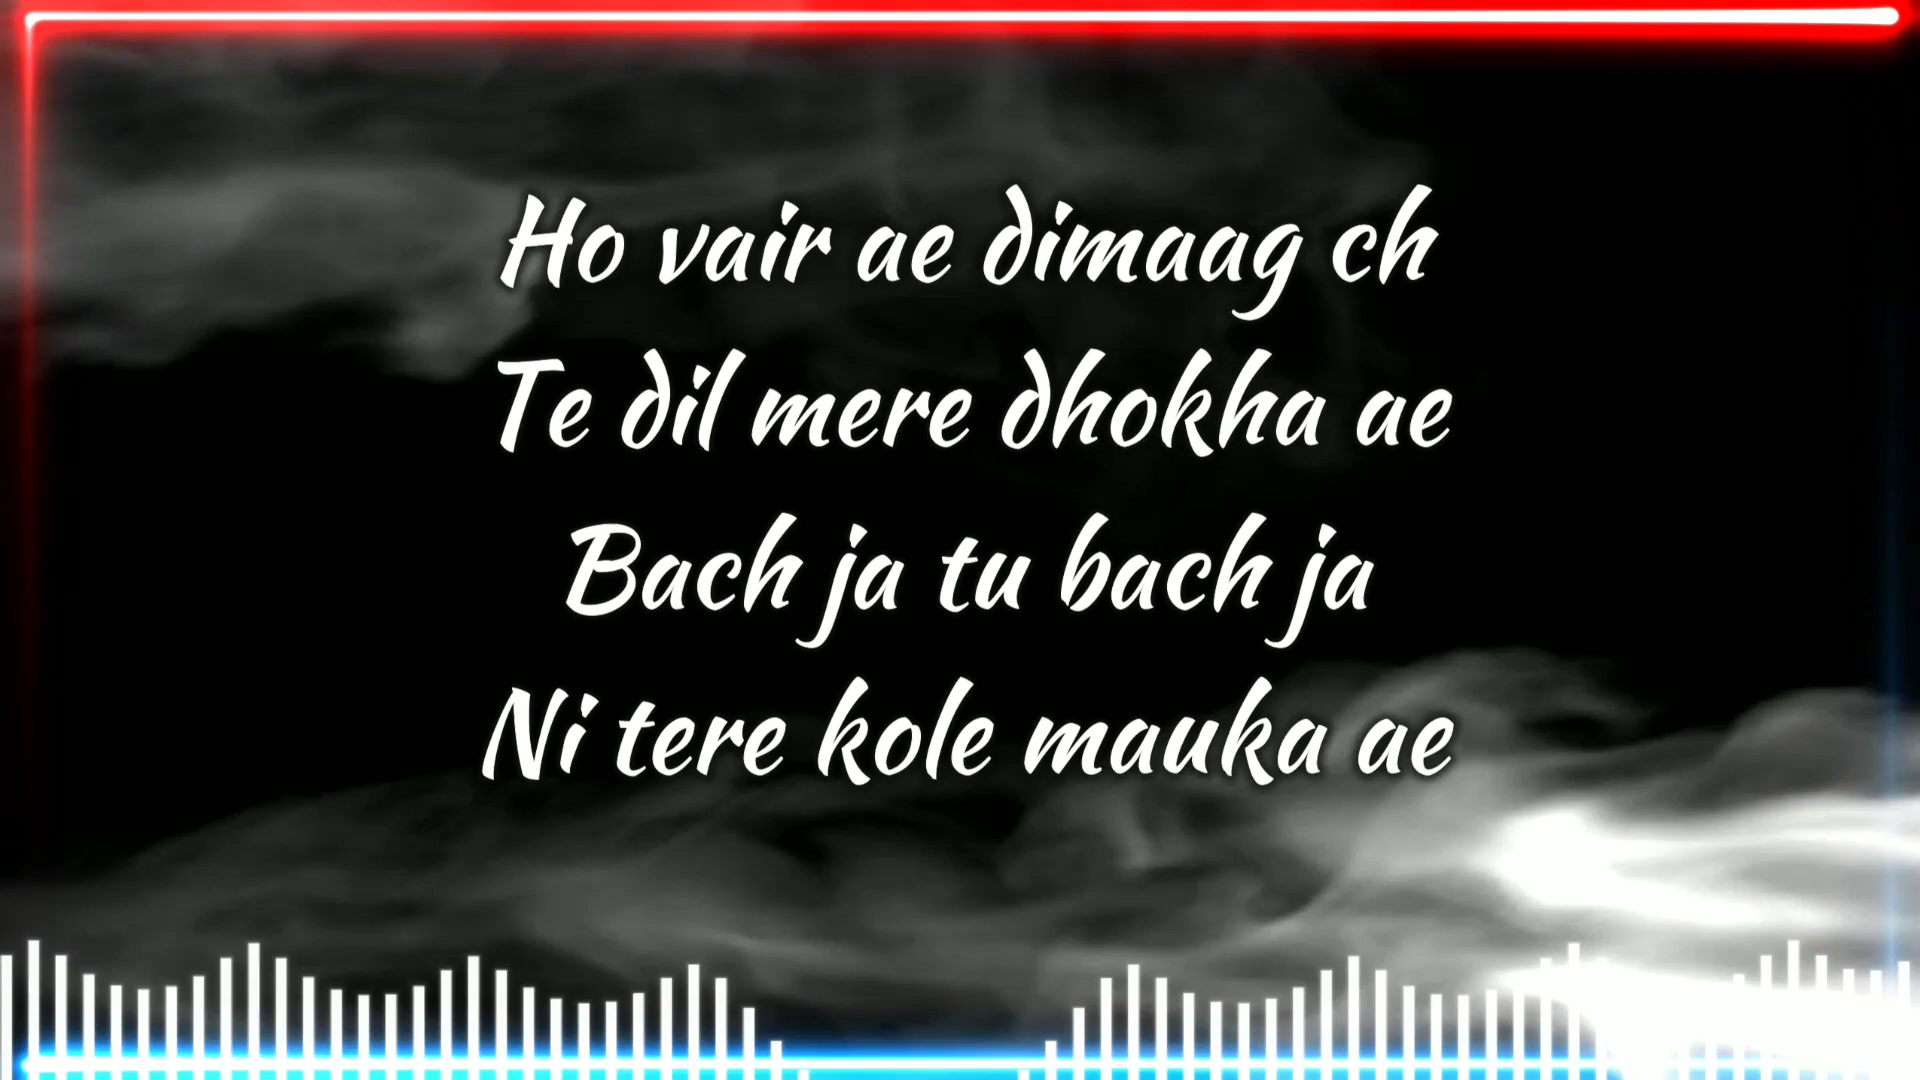 Ho vair ae dimaag ch
Te dil mere dhokha ae
Bach ja tu bach ja
Ni tere kole mauka ae